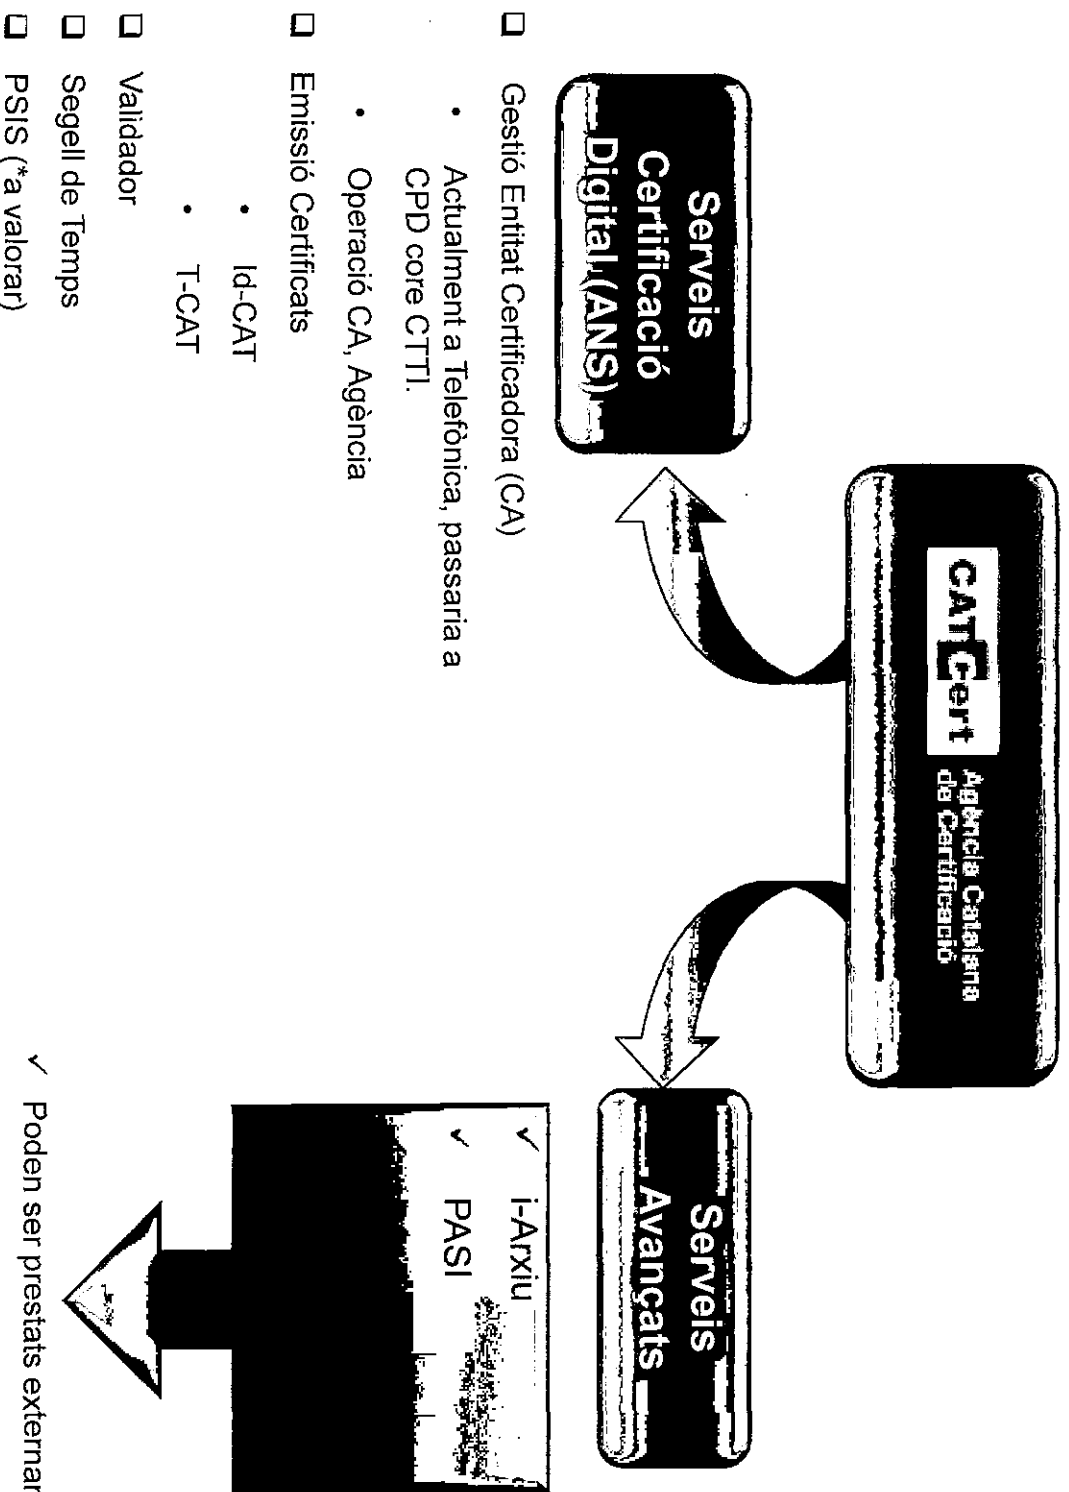 CATCert
Agència Catalana
de Certificació
Serveis
Certificació
Digital (ANS)
Gestió Entitat Certificadora (CA)
• Actualment a Telefònica, passaria a
CPD core CTTI.
• Operació CA, Agència
Emissió Certificats
• Id-CAT
• T-CAT
Validador
Segell de Temps
PSIS (*a valorar)
Serveis
Avançats
✓ i-Arxiu
✓ PASI
✓ Poden ser prestats externar